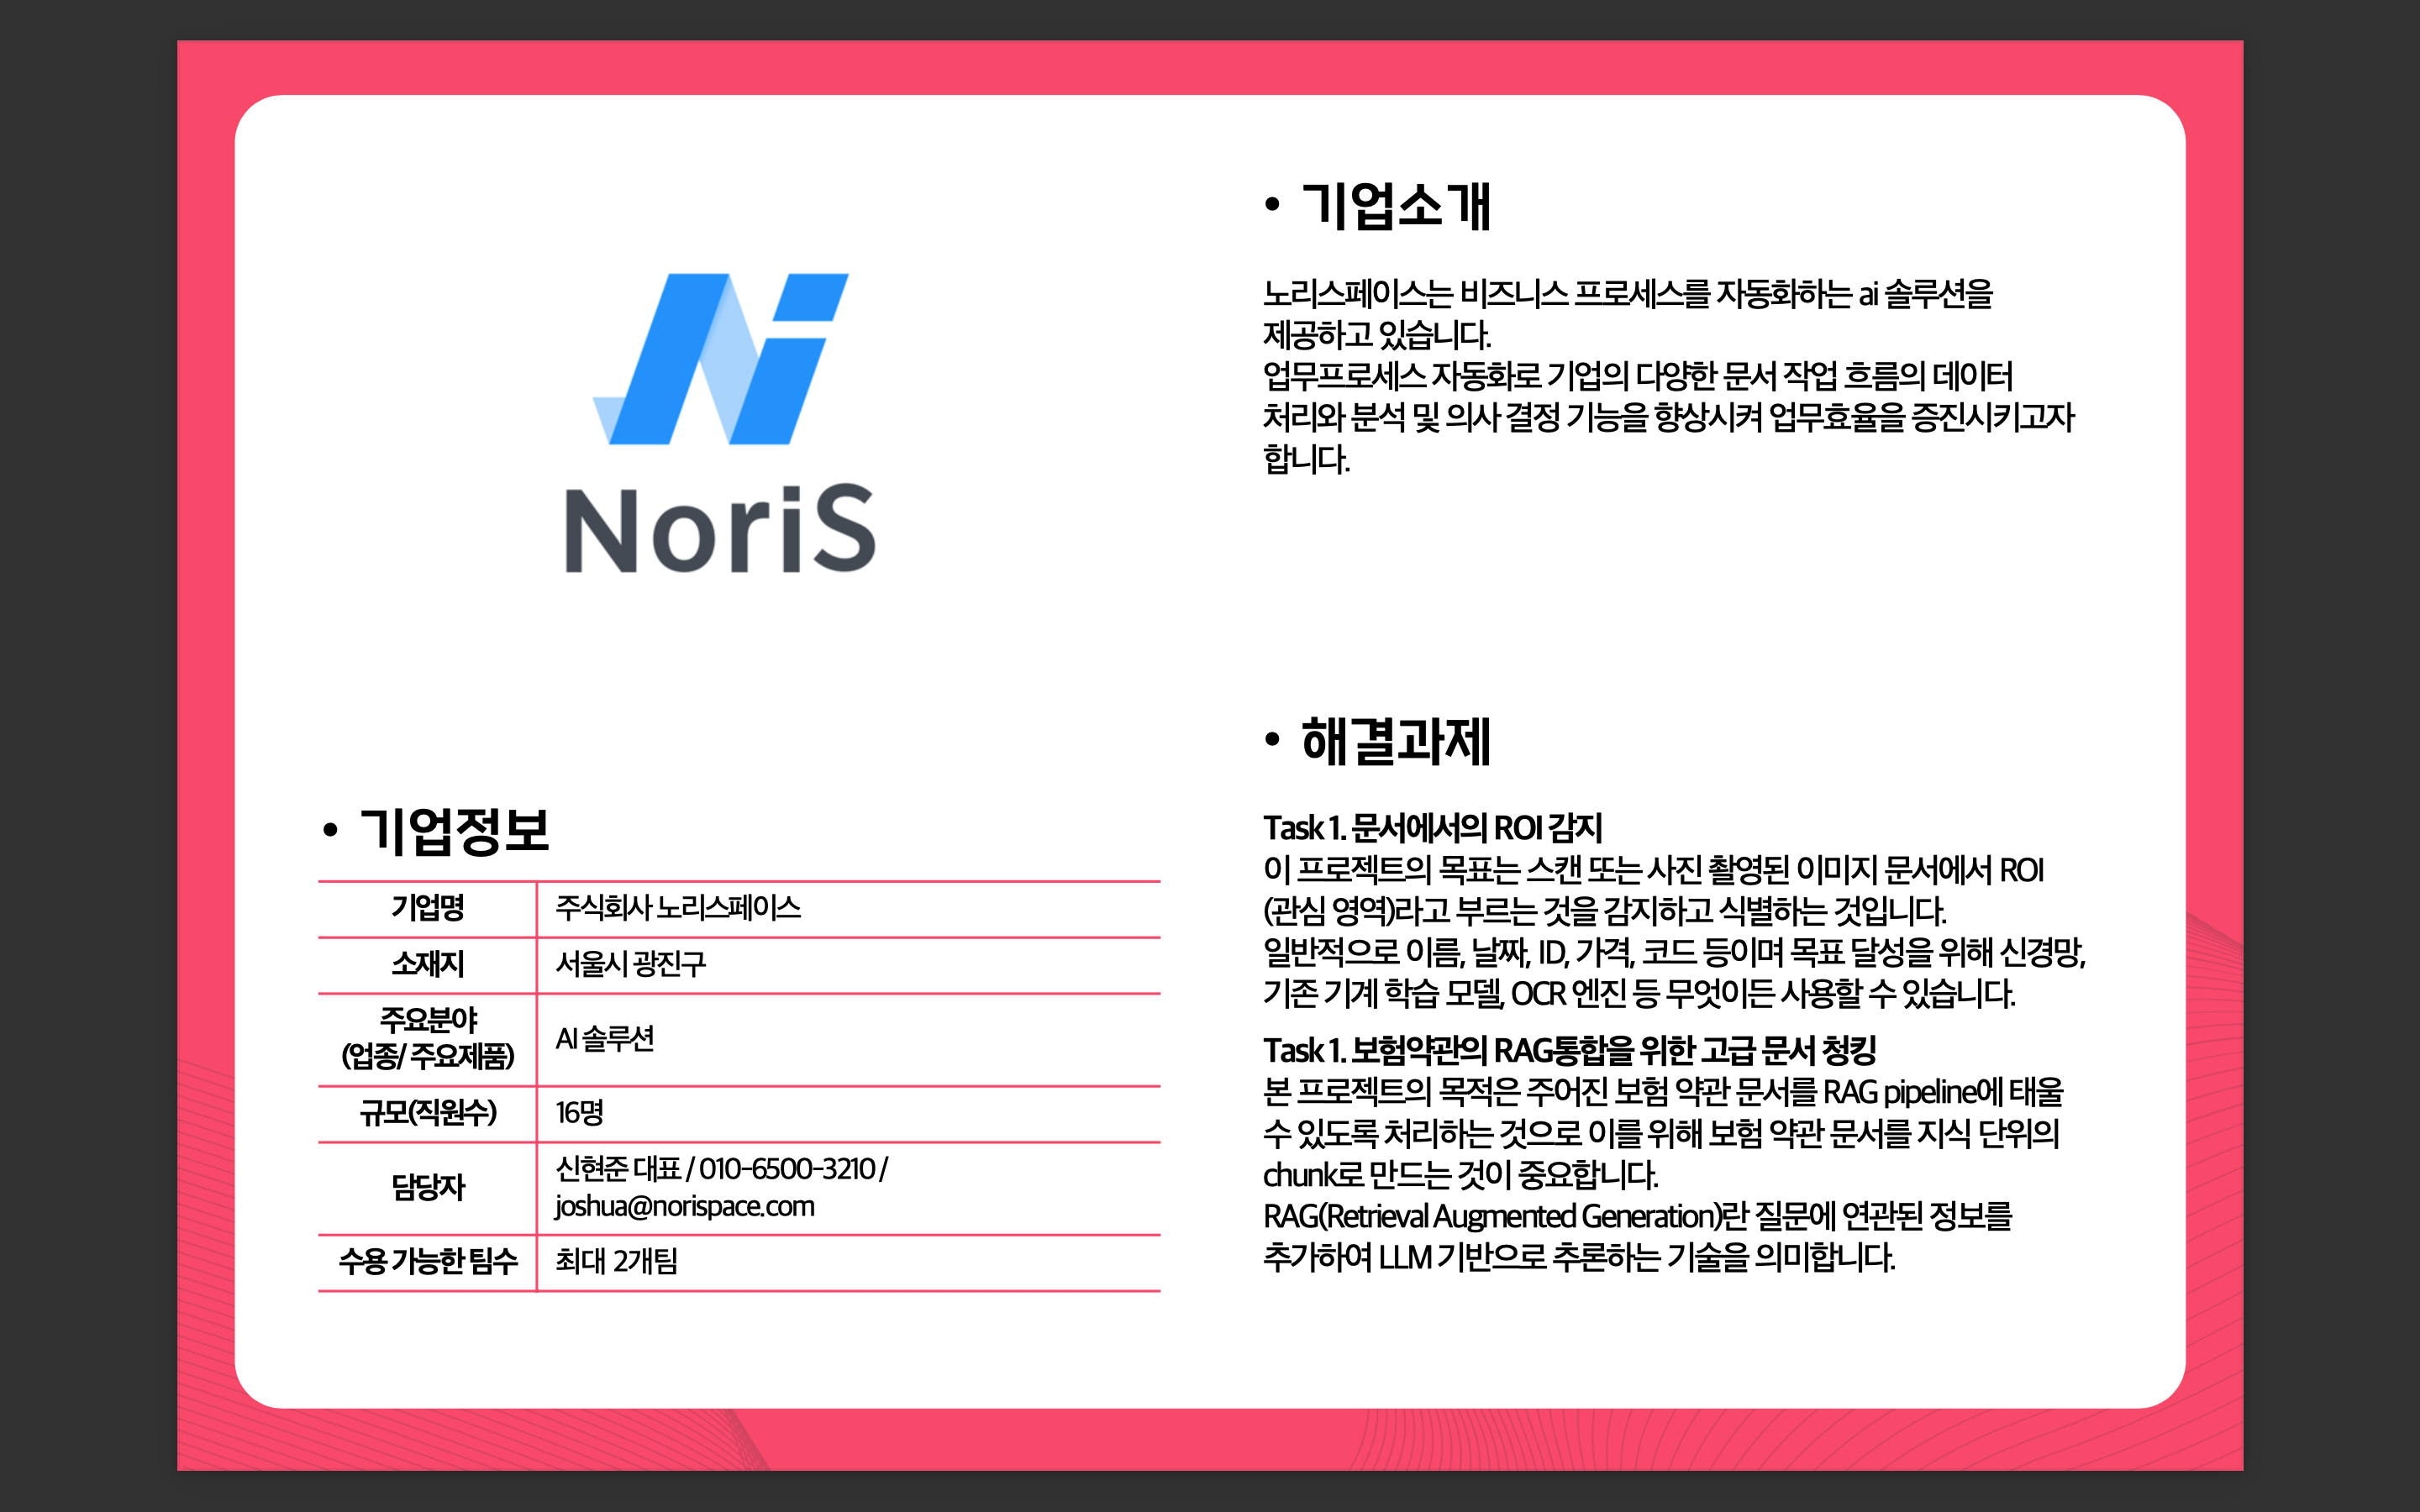 NoriS
• 기업정보
기업명 주식회사 노리스페이스
소재지 서울시 광진구
주요분야
(업종/ 주요제품) AI 솔루션
규모(직원수) 16명
담당자 신현준 대표 / 010-6500-3210 /
joshua@norispace.com
수용 가능한 팀수 최대 2개팀
• 기업소개
노리스페이스는 비즈니스 프로세스를 자동화하는 ai 솔루션을
제공하고 있습니다.
업무프로세스 자동화로 기업의 다양한 문서 작업 흐름의 데이터
처리와 분석 및 의사 결정 기능을 향상시켜 업무효율을 증진시키고자
합니다.
• 해결과제
Task 1. 문서에서의 ROI 감지
이 프로젝트의 목표는 스캔 또는 사진 촬영된 이미지 문서에서 ROI
(관심 영역)라고 부르는 것을 감지하고 식별하는 것입니다.
일반적으로 이름, 날짜, ID, 가격, 코드 등이며 목표 달성을 위해 신경망,
기존 기계 학습 모델, OCR 엔진 등 무엇이든 사용할 수 있습니다.
Task 1. 보험약관의 RAG통합을 위한 고급 문서 청킹
본 프로젝트의 목적은 주어진 보험 약관 문서를 RAG pipeline에 태울
수 있도록 처리하는 것으로 이를 위해 보험 약관 문서를 지식 단위의
chunk로 만드는 것이 중요합니다.
RAG(Retrieval Augmented Generation)란 질문에 연관된 정보를
추가하여 LLM 기반으로 추론하는 기술을 의미합니다.